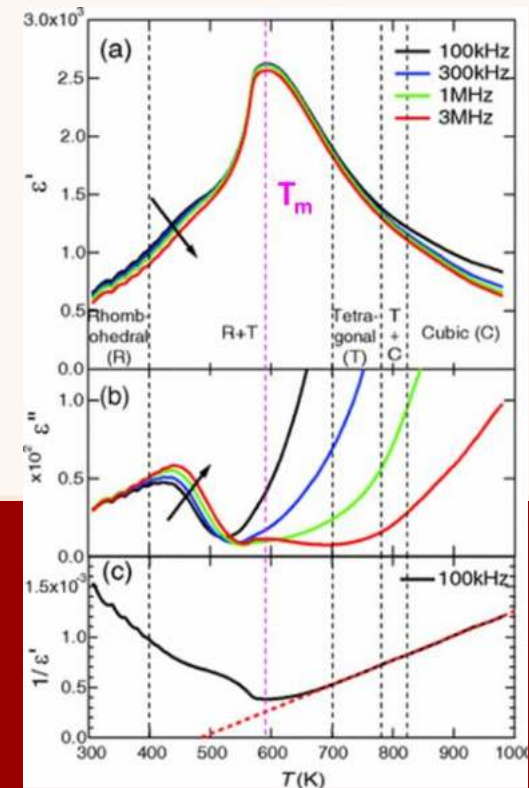 3.0x10³
(a)
100kHz
300kHz
1MHz
3MHz
2.5
2.0
ε'
1.5
Tm
1.0
0.5
Rhomb-
ohedral
(R)
R+T
Tetra-
gonal
(T)
T
+
C
Cubic (C)
0.0
(b)
1.0
x10² ε"
0.5
0.0
(c)
100kHz
1.5x10⁻³
1.0
1/ε'
0.5
0.0
300 400 500 600 700 800 900 1000
T(K)